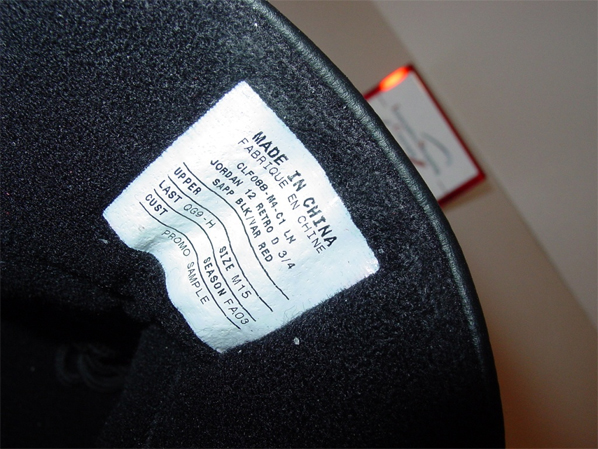 MADE IN CHINA
FABRIQUE EN CHINE
CLF088 M4-C1 LN
JORDAN 12 RETRO D 3/4
SAPP BLK/VAR RED
UPPER
LAST QG9-H SIZE M15
CUST SEASON FA03
PROMO SAMPLE